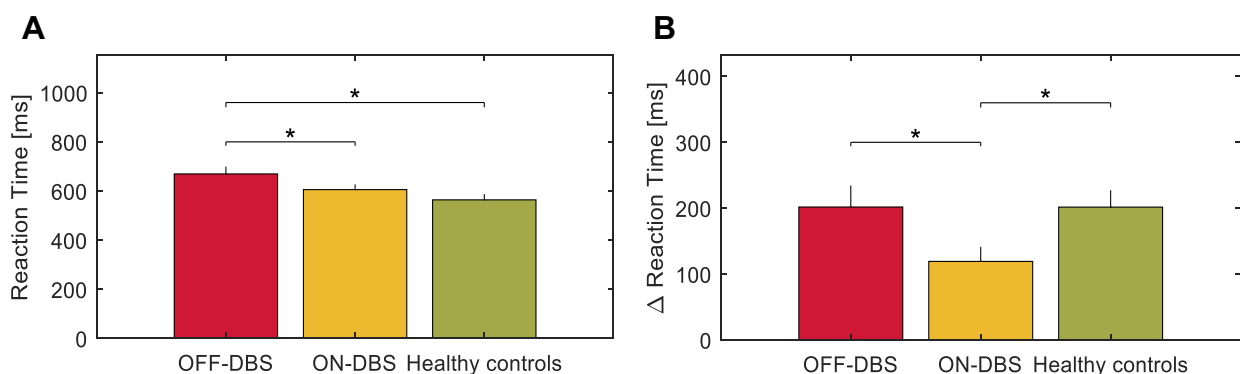 A
Reaction Time [ms]
1000
800
600
400
200
0
*
*
OFF-DBS ON-DBS Healthy controls
B
Δ Reaction Time [ms]
400
300
200
100
0
*
*
OFF-DBS ON-DBS Healthy controls